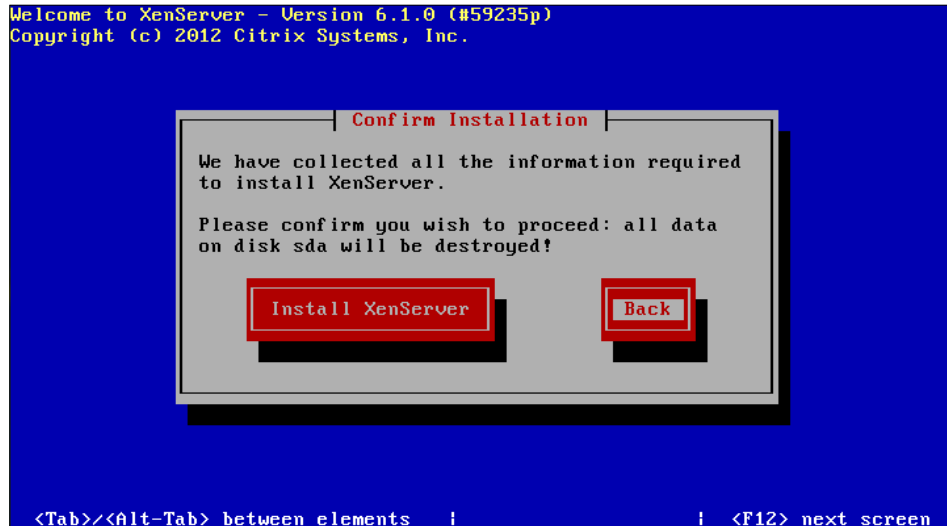 Welcome to XenServer - Version 6.1.0 (#59235p)
Copyright (c) 2012 Citrix Systems, Inc.
Confirm Installation
We have collected all the information required
to install XenServer.
Please confirm you wish to proceed: all data
on disk sda will be destroyed!
Install XenServer Back
<Tab>/<Alt-Tab> between elements | | <F12> next screen